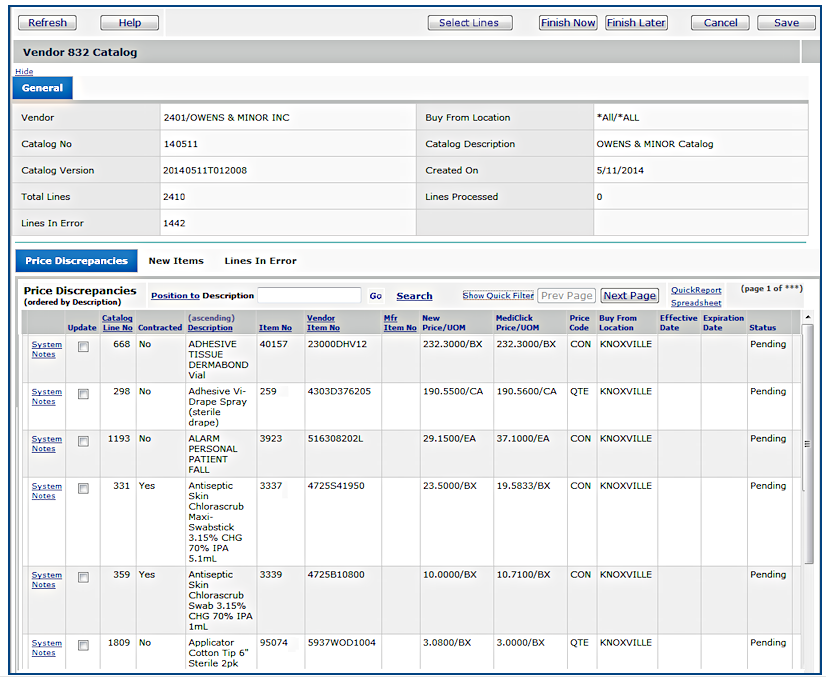 Refresh Help Select Lines Finish Now Finish Later Cancel Save
Vendor 832 Catalog
Hide
General
Vendor 2401/OWENS & MINOR INC Buy From Location *All/*ALL
Catalog No 140511 Catalog Description OWENS & MINOR Catalog
Catalog Version 20140511T012008 Created On 5/11/2014
Total Lines 2410 Lines Processed 0
Lines In Error 1442
Price Discrepancies New Items Lines In Error
Price Discrepancies
(ordered by Description)
Position to Description Go Search Show Quick Filter Prev Page Next Page QuickReport
Spreadsheet
(page 1 of ***)
Update
Catalog
Line No
Contracted
(ascending)
Description
Item No
Vendor
Item No
Mfr
Item No
New
Price/UOM
MediClick
Price/UOM
Price
Code
Buy From
Location
Effective
Date
Expiration
Date
Status
System
Notes
668 No
ADHESIVE
TISSUE
DERMABOND
Vial
40157 23000DHV12 232.3000/BX 232.3000/BX CON KNOXVILLE Pending
System
Notes
298 No
Adhesive Vi-
Drape Spray
(sterile
drape)
259 4303D376205 190.5500/CA 190.5600/CA QTE KNOXVILLE Pending
System
Notes
1193 No
ALARM
PERSONAL
PATIENT
FALL
3923 516308202L 29.1500/EA 37.1000/EA CON KNOXVILLE Pending
System
Notes
331 Yes
Antiseptic
Skin
Chlorascrub
Maxi-
Swabstick
3.15% CHG
70% IPA
5.1mL
3337 4725S41950 23.5000/BX 19.5833/BX CON KNOXVILLE Pending
System
Notes
359 Yes
Antiseptic
Skin
Chlorascrub
Swab 3.15%
CHG 70% IPA
1mL
3339 4725B10800 10.0000/BX 10.7100/BX CON KNOXVILLE Pending
System
Notes
1809 No
Applicator
Cotton Tip 6"
Sterile 2pk
95074 5937WOD1004 3.0800/BX 3.0000/BX QTE KNOXVILLE Pending